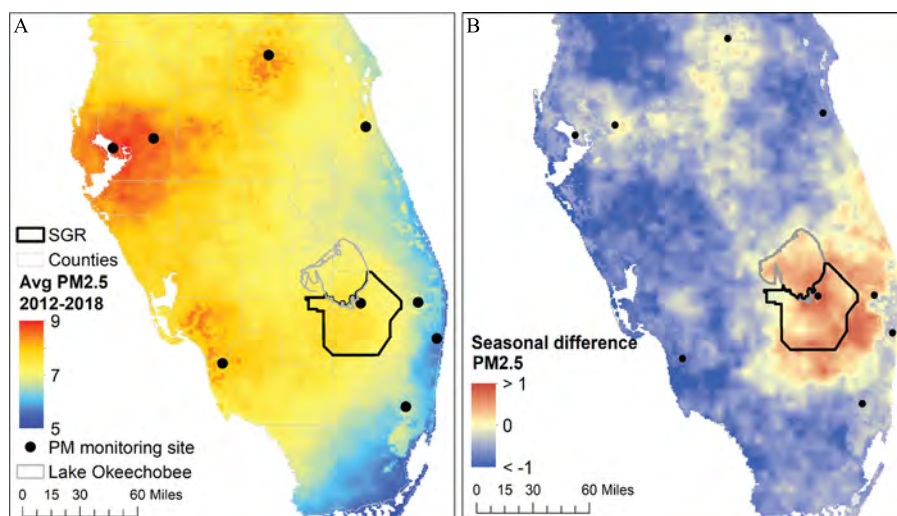 A
SGR
Counties
Avg PM2.5
2012-2018
9
7
5
PM monitoring site
Lake Okeechobee
0 15 30 60 Miles
B
Seasonal difference
PM2.5
> 1
0
< -1
0 15 30 60 Miles